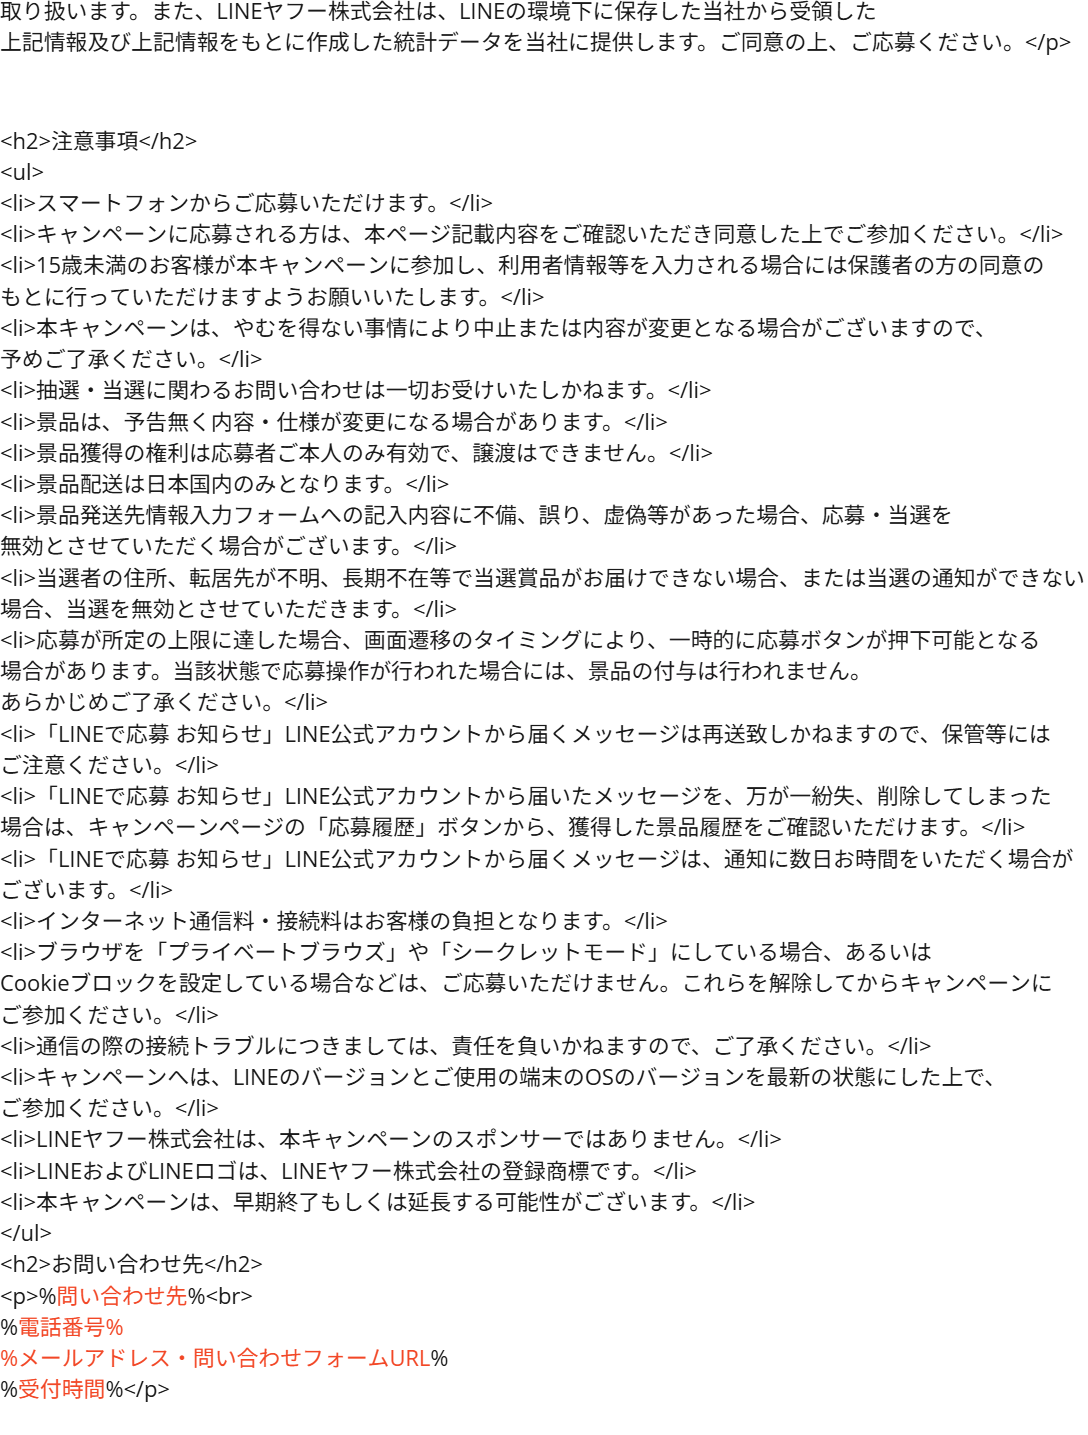 取り扱います。また、LINEヤフー株式会社は、LINEの環境下に保存した当社から受領した
上記情報及び上記情報をもとに作成した統計データを当社に提供します。ご同意の上、ご応募ください。</p>
<h2>注意事項</h2>
<ul>
<li>スマートフォンからご応募いただけます。</li>
<li>キャンペーンに応募される方は、本ページ記載内容をご確認いただき同意した上でご参加ください。</li>
<li>15歳未満のお客様が本キャンペーンに参加し、利用者情報等を入力される場合には保護者の方の同意の
もとに行っていただけますようお願いいたします。</li>
<li>本キャンペーンは、やむを得ない事情により中止または内容が変更となる場合がございますので、
予めご了承ください。</li>
<li>抽選・当選に関わるお問い合わせは一切お受けいたしかねます。</li>
<li>景品は、予告無く内容・仕様が変更になる場合があります。</li>
<li>景品獲得の権利は応募者ご本人のみ有効で、譲渡はできません。</li>
<li>景品配送は日本国内のみとなります。</li>
<li>景品発送先情報入力フォームへの記入内容に不備、誤り、虚偽等があった場合、応募・当選を
無効とさせていただく場合がございます。</li>
<li>当選者の住所、転居先が不明、長期不在等で当選賞品がお届けできない場合、または当選の通知ができない
場合、当選を無効とさせていただきます。</li>
<li>応募が所定の上限に達した場合、画面遷移のタイミングにより、一時的に応募ボタンが押下可能となる
場合があります。当該状態で応募操作が行われた場合には、景品の付与は行われません。
あらかじめご了承ください。</li>
<li>「LINEで応募 お知らせ」LINE公式アカウントから届くメッセージは再送致しかねますので、保管等には
ご注意ください。</li>
<li>「LINEで応募 お知らせ」LINE公式アカウントから届いたメッセージを、万が一紛失、削除してしまった
場合は、キャンペーンページの「応募履歴」ボタンから、獲得した景品履歴をご確認いただけます。</li>
<li>「LINEで応募 お知らせ」LINE公式アカウントから届くメッセージは、通知に数日お時間をいただく場合が
ございます。</li>
<li>インターネット通信料・接続料はお客様の負担となります。</li>
<li>ブラウザを「プライベートブラウズ」や「シークレットモード」にしている場合、あるいは
Cookieブロックを設定している場合などは、ご応募いただけません。これらを解除してからキャンペーンに
ご参加ください。</li>
<li>通信の際の接続トラブルにつきましては、責任を負いかねますので、ご了承ください。</li>
<li>キャンペーンへは、LINEのバージョンとご使用の端末のOSのバージョンを最新の状態にした上で、
ご参加ください。</li>
<li>LINEヤフー株式会社は、本キャンペーンのスポンサーではありません。</li>
<li>LINEおよびLINEロゴは、LINEヤフー株式会社の登録商標です。</li>
<li>本キャンペーンは、早期終了もしくは延長する可能性がございます。</li>
</ul>
<h2>お問い合わせ先</h2>
<p>%問い合わせ先%<br>
%電話番号%
%メールアドレス・問い合わせフォームURL%
%受付時間%</p>